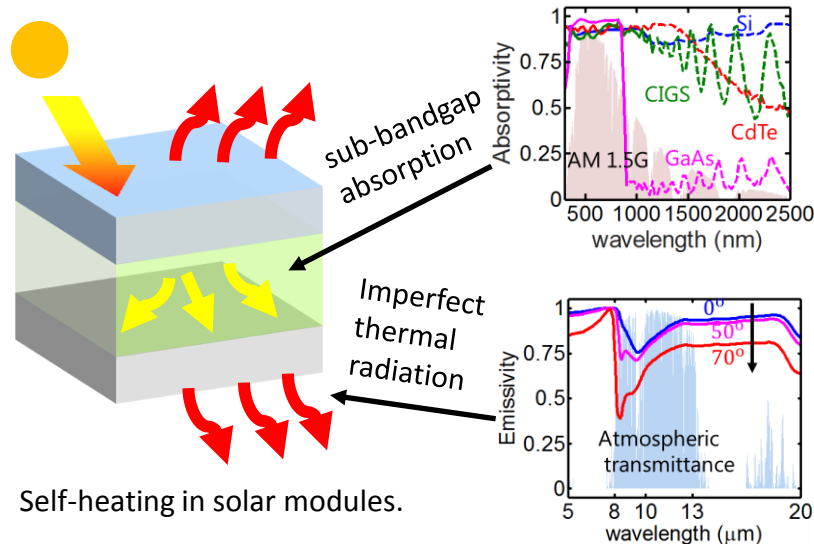 sub-bandgap
absorption
Imperfect
thermal
radiation
Self-heating in solar modules.
Absorptivity
1
0.75
0.5
0.25
0
Si
CIGS
CdTe
AM 1.5G
GaAs
500 1000 1500 2000 2500
wavelength (nm)
Emissivity
1
0.75
0.5
0.25
0
0°
50°
70°
Atmospheric
transmittance
5 8 10 13 20
wavelength (μm)